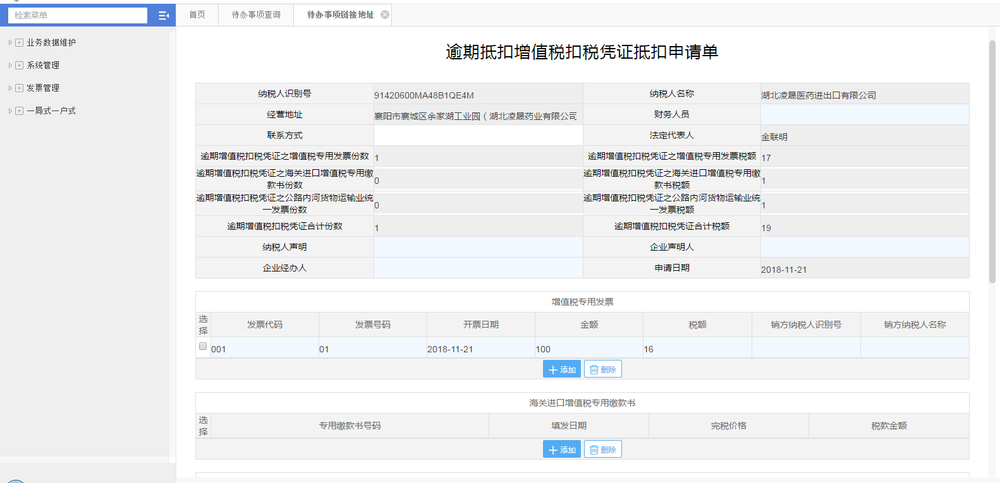 检索菜单
首页
待办事项查询
待办事项链接地址
业务数据维护
系统管理
发票管理
一局式一户式
逾期抵扣增值税扣税凭证抵扣申请单
纳税人识别号 91420600MA48B1QE4M 纳税人名称 湖北凌晟医药进出口有限公司
经营地址 襄阳市襄城区余家湖工业园（湖北凌晟药业有限公司 财务人员
联系方式 法定代表人 金联明
逾期增值税扣税凭证之增值税专用发票份数 1 逾期增值税扣税凭证之增值税专用发票税额 17
逾期增值税扣税凭证之海关进口增值税专用缴
款书份数 0
逾期增值税扣税凭证之海关进口增值税专用缴
款书税额 1
逾期增值税扣税凭证之公路内河货物运输业统
一发票份数 0
逾期增值税扣税凭证之公路内河货物运输业统
一发票税额 1
逾期增值税扣税凭证合计份数 1 逾期增值税扣税凭证合计税额 19
纳税人声明 企业声明人
企业经办人 申请日期 2018-11-21
增值税专用发票
选择 发票代码 发票号码 开票日期 金额 税额 销方纳税人识别号 销方纳税人名称
001 01 2018-11-21 100 16
添加 删除
海关进口增值税专用缴款书
选择 专用缴款书号码 填发日期 完税价格 税款金额
添加 删除